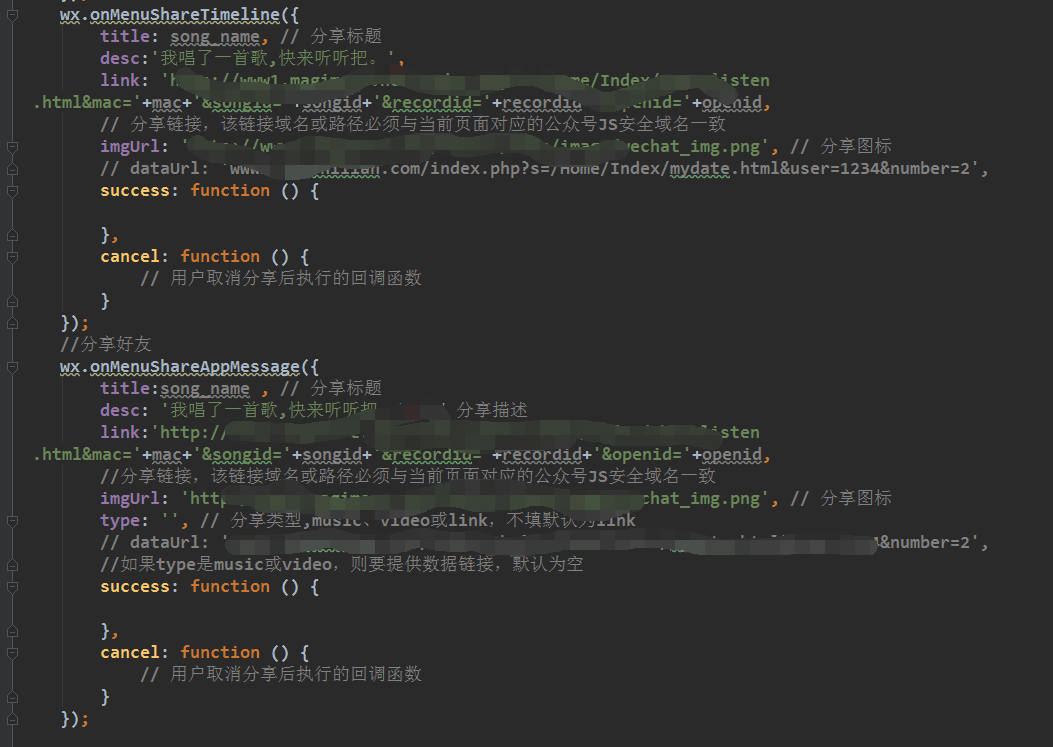 wx.onMenuShareTimeline({
title: song_name, // 分享标题
desc:'我唱了一首歌,快来听听把。',
link: 'h //www1.magi me/Home/Index/ listen
.html&mac='+mac+'&songid='+songid+'&recordid='+recordid openid='+openid,
// 分享链接，该链接域名或路径必须与当前页面对应的公众号JS安全域名一致
imgUrl: ' wechat_img.png', // 分享图标
// dataUrl: 'www .com/index.php?s=/Home/Index/mydate.html&user=1234&number=2',
success: function () {
},
cancel: function () {
// 用户取消分享后执行的回调函数
}
});
//分享好友
wx.onMenuShareAppMessage({
title:song_name , // 分享标题
desc: '我唱了一首歌,快来听听把 分享描述
link:'http:// listen
.html&mac='+mac+'&songid='+songid+'&recordid='+recordid+'&openid='+openid,
//分享链接，该链接域名或路径必须与当前页面对应的公众号JS安全域名一致
imgUrl: 'http chat_img.png', // 分享图标
type: '', // 分享类型,music、video或link，不填默认为link
// dataUrl: ' &number=2',
//如果type是music或video，则要提供数据链接，默认为空
success: function () {
},
cancel: function () {
// 用户取消分享后执行的回调函数
}
});